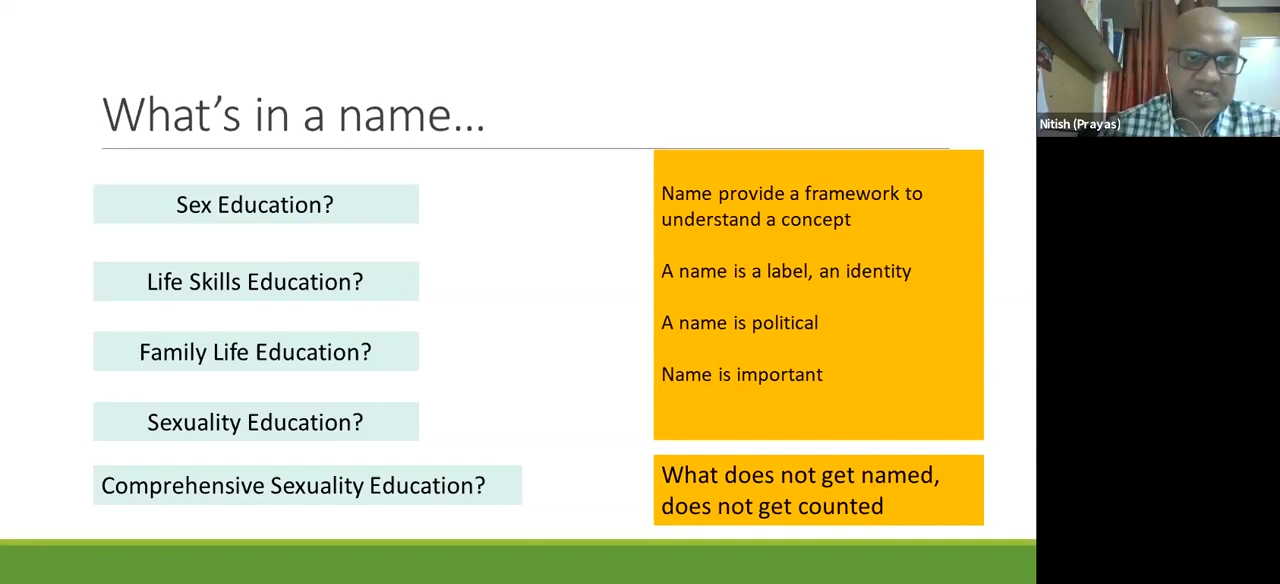 What's in a name…
Sex Education?
Life Skills Education?
Family Life Education?
Sexuality Education?
Comprehensive Sexuality Education?
Name provide a framework to
understand a concept
A name is a label, an identity
A name is political
Name is important
What does not get named,
does not get counted
Nitish (Prayas)